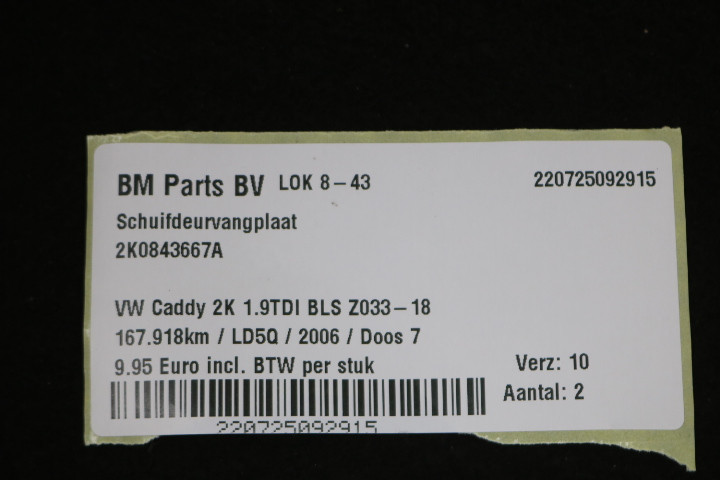 BM Parts BV LOK 8-43 220725092915
Schuifdeurvangplaat
2K0843667A
VW Caddy 2K 1.9TDI BLS Z033-18
167.918km / LD5Q / 2006 / Doos 7
9.95 Euro incl. BTW per stuk Verz: 10
Aantal: 2
220725092915